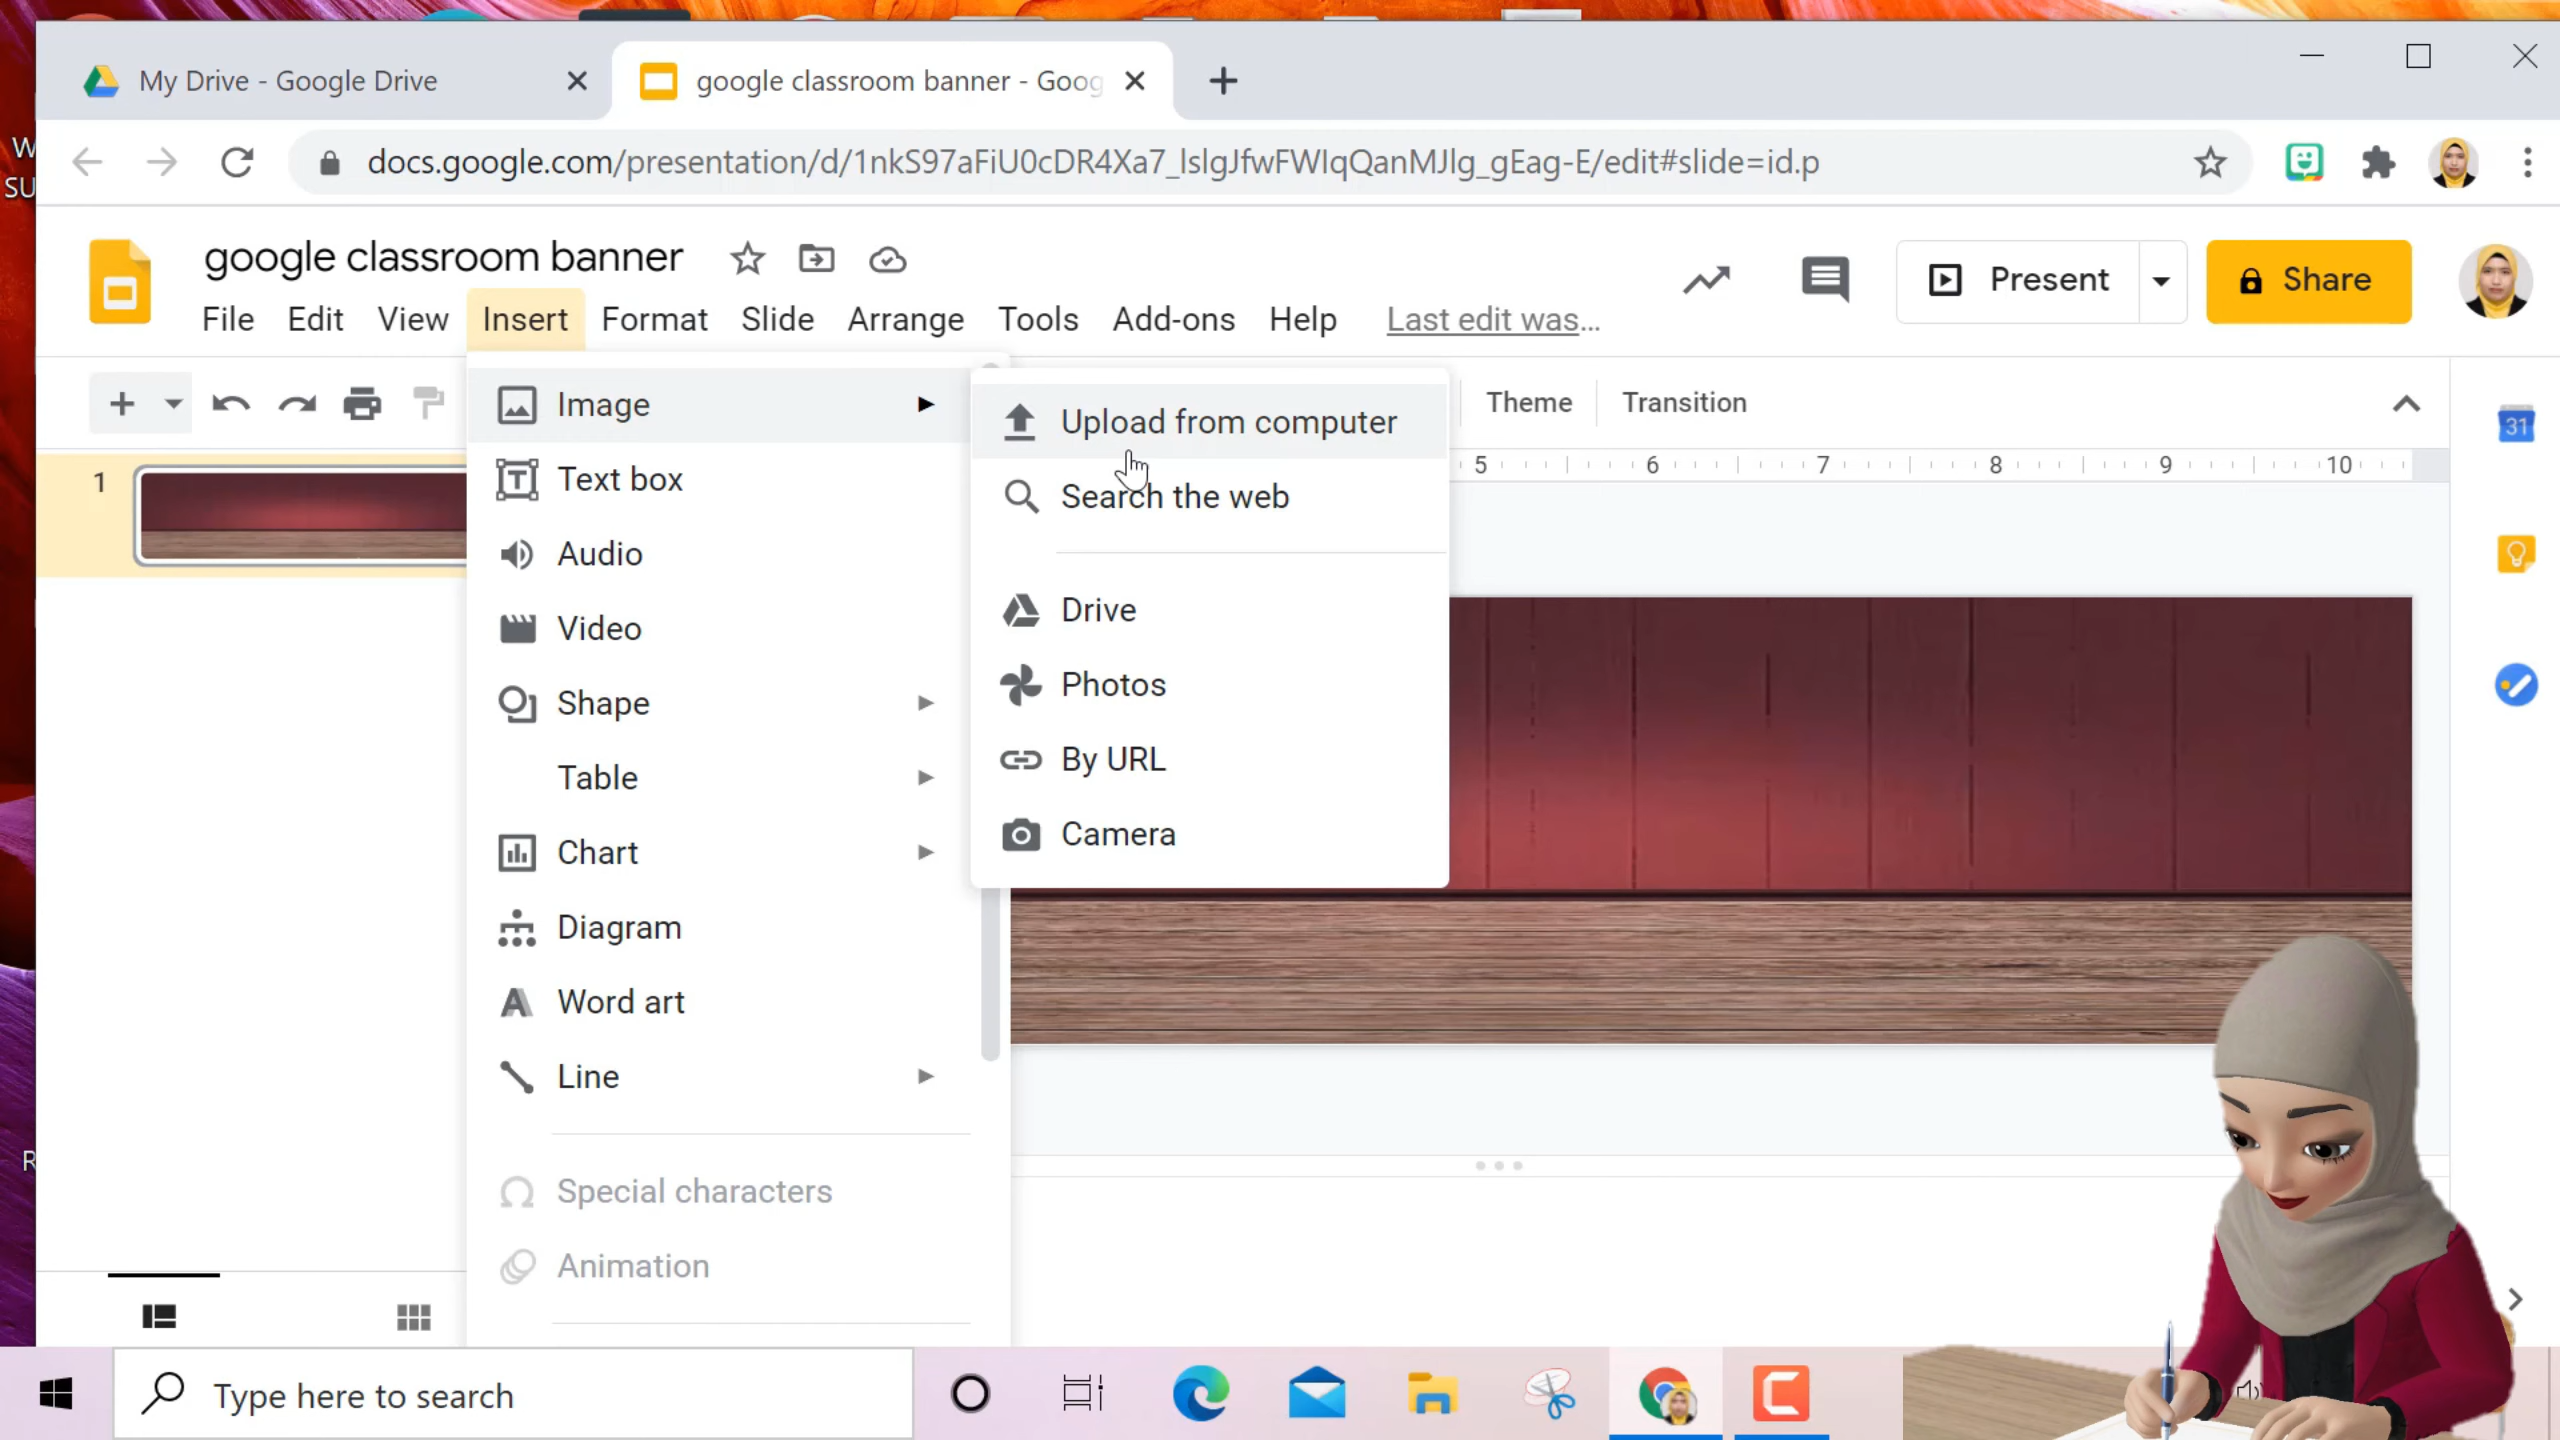 My Drive - Google Drive
google classroom banner - Goog
W
SU
docs.google.com/presentation/d/1nkS97aFiU0cDR4Xa7_lslgJfwFWIqQanMJlg_gEag-E/edit#slide=id.p
google classroom banner
Present
Share
File Edit View Insert Format Slide Arrange Tools Add-ons Help Last edit was...
Theme Transition
5 6 7 8 9 10
31
1
Image
Text box
Audio
Video
Shape
Table
Chart
Diagram
Word art
Line
Special characters
Animation
Upload from computer
Search the web
Drive
Photos
By URL
Camera
R
Type here to search